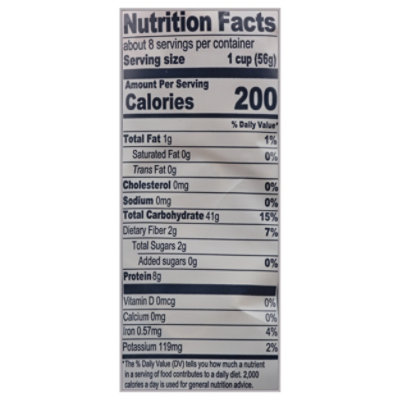 Nutrition Facts
about 8 servings per container
Serving size 1 cup (56g)
Amount Per Serving
Calories 200
% Daily Value*
Total Fat 1g 1%
Saturated Fat 0g 0%
Trans Fat 0g
Cholesterol 0mg 0%
Sodium 0mg 0%
Total Carbohydrate 41g 15%
Dietary Fiber 2g 7%
Total Sugars 2g
Added sugars 0g 0%
Protein 8g
Vitamin D 0mcg 0%
Calcium 0mg 0%
Iron 0.57mg 4%
Potassium 119mg 2%
*The % Daily Value (DV) tells you how much a nutrient
in a serving of food contributes to a daily diet. 2,000
calories a day is used for general nutrition advice.